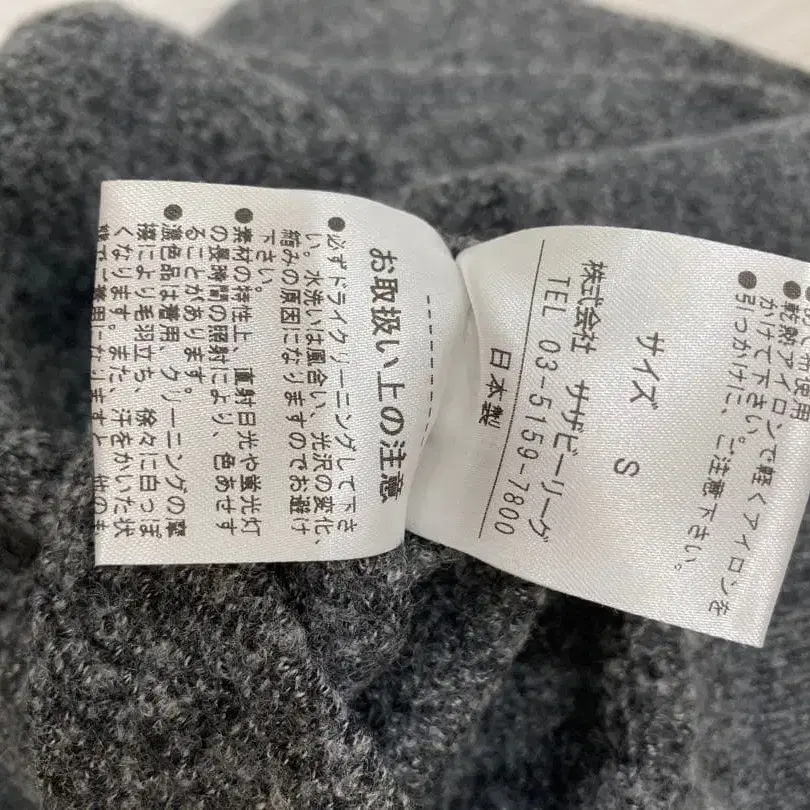 お取扱い上の注意
●必ずドライクリーニングして下さ
い。水洗いは風合い、光沢の変化、
縮みの原因になりますのでお避け
下さい。
●素材の特性上、直射日光や蛍光灯
の長時間の照射により、色あせす
ることがあります。
●濃色品は着用、クリーニングの摩
擦により毛羽立ち、徐々に白っぽ
くなります。また、汗をかいた状
●乾熱アイロンで軽くアイロンを
かけて下さい。
引っかけに、ご注意下さい。
サイズ S
株式会社 サザビーリーグ
TEL 03-5159-7800
日本製